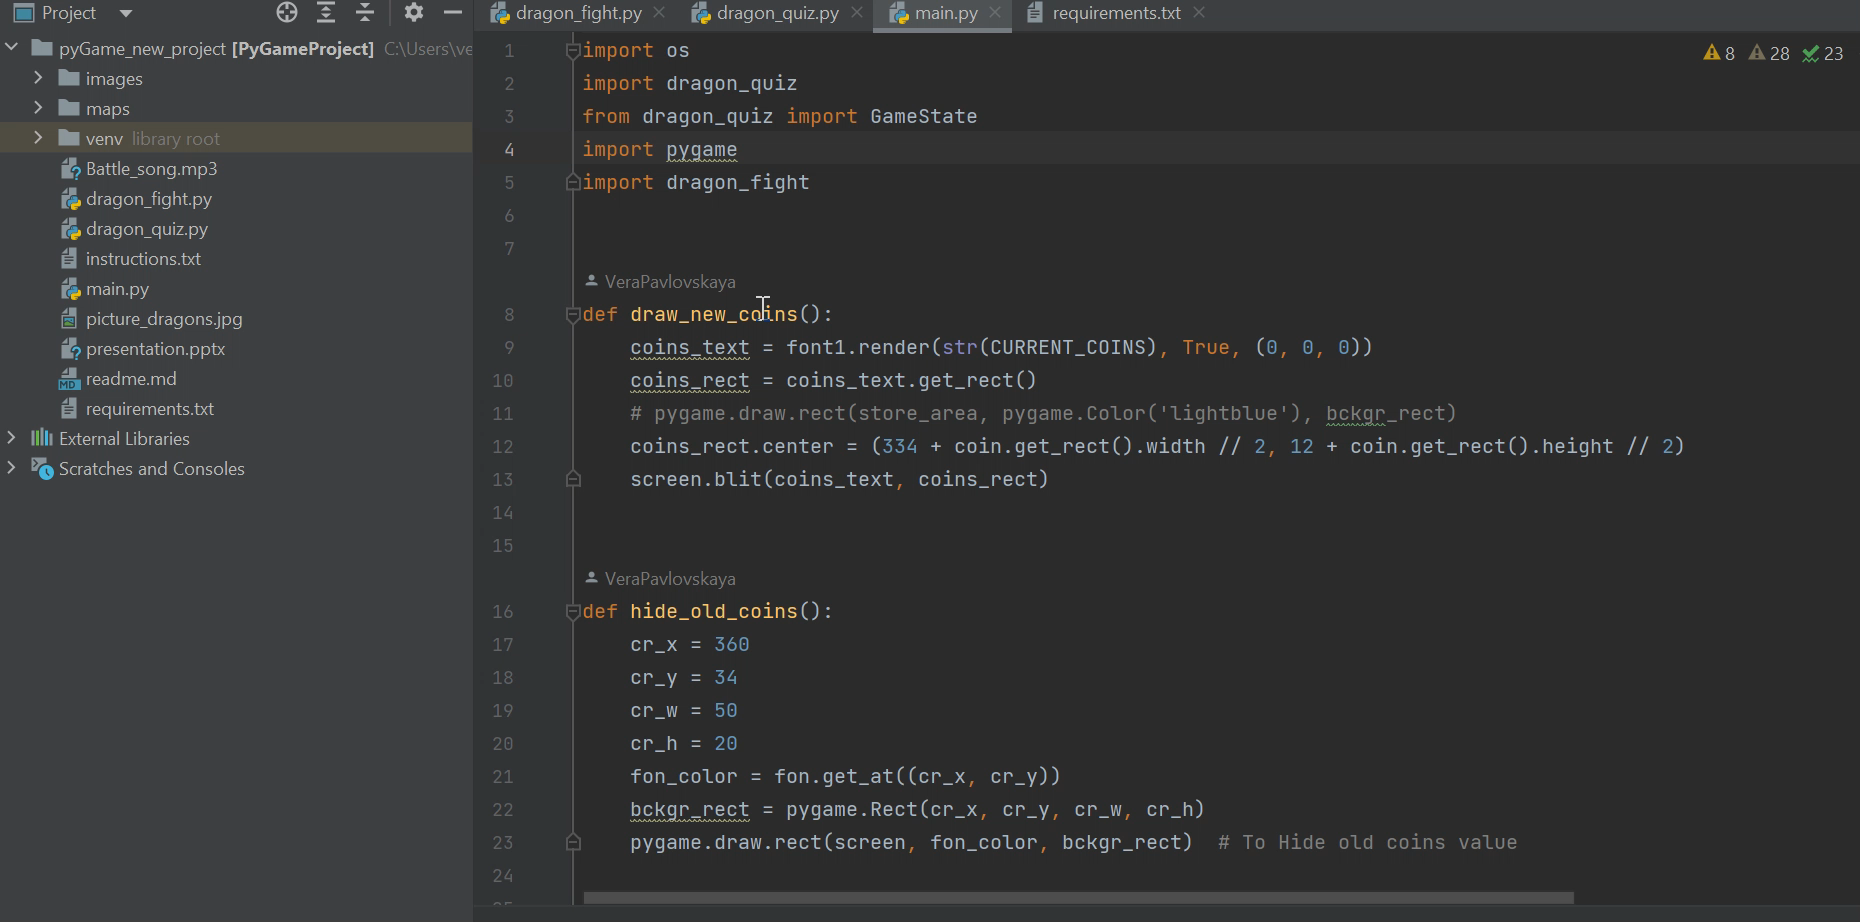 Project
pyGame_new_project [PyGameProject] C:\Users\ve
images
maps
venv library root
Battle_song.mp3
dragon_fight.py
dragon_quiz.py
instructions.txt
main.py
picture_dragons.jpg
presentation.pptx
MD readme.md
requirements.txt
External Libraries
Scratches and Consoles
dragon_fight.py dragon_quiz.py main.py requirements.txt
8 28 23
1 import os
2 import dragon_quiz
3 from dragon_quiz import GameState
4 import pygame
5 import dragon_fight
6
7
VeraPavlovskaya
8 def draw_new_coins():
9 coins_text = font1.render(str(CURRENT_COINS), True, (0, 0, 0))
10 coins_rect = coins_text.get_rect()
11 # pygame.draw.rect(store_area, pygame.Color('lightblue'), bckgr_rect)
12 coins_rect.center = (334 + coin.get_rect().width // 2, 12 + coin.get_rect().height // 2)
13 screen.blit(coins_text, coins_rect)
14
15
VeraPavlovskaya
16 def hide_old_coins():
17 cr_x = 360
18 cr_y = 34
19 cr_w = 50
20 cr_h = 20
21 fon_color = fon.get_at((cr_x, cr_y))
22 bckgr_rect = pygame.Rect(cr_x, cr_y, cr_w, cr_h)
23 pygame.draw.rect(screen, fon_color, bckgr_rect) # To Hide old coins value
24